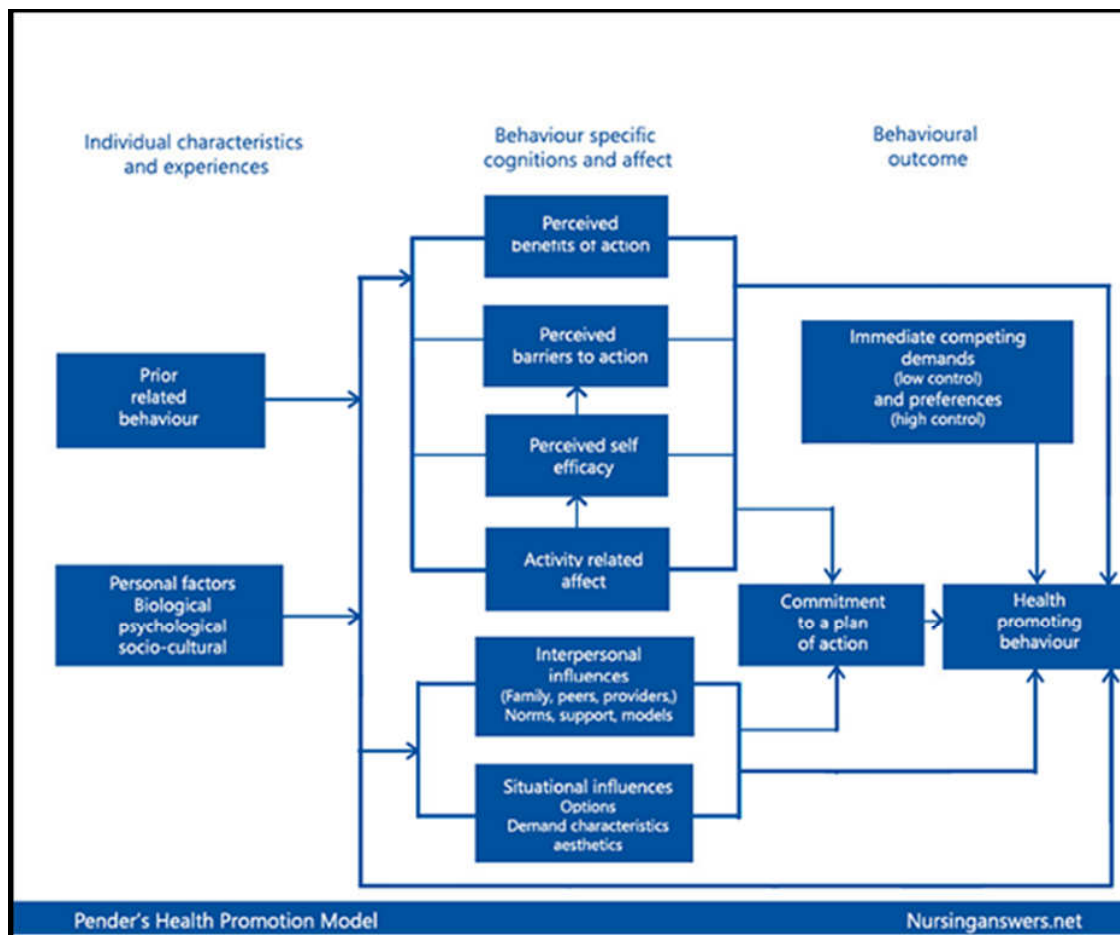 Individual characteristics
and experiences
Behaviour specific
cognitions and affect
Behavioural
outcome
Prior
related
behaviour
Personal factors
Biological
psychological
socio-cultural
Perceived
benefits of action
Perceived
barriers to action
Perceived self
efficacy
Activity related
affect
Interpersonal
influences
(Family, peers, providers,)
Norms, support, models
Situational influences
Options
Demand characteristics
aesthetics
Immediate competing
demands
(low control)
and preferences
(high control)
Commitment
to a plan
of action
Health
promoting
behaviour
Pender's Health Promotion Model
Nursinganswers.net